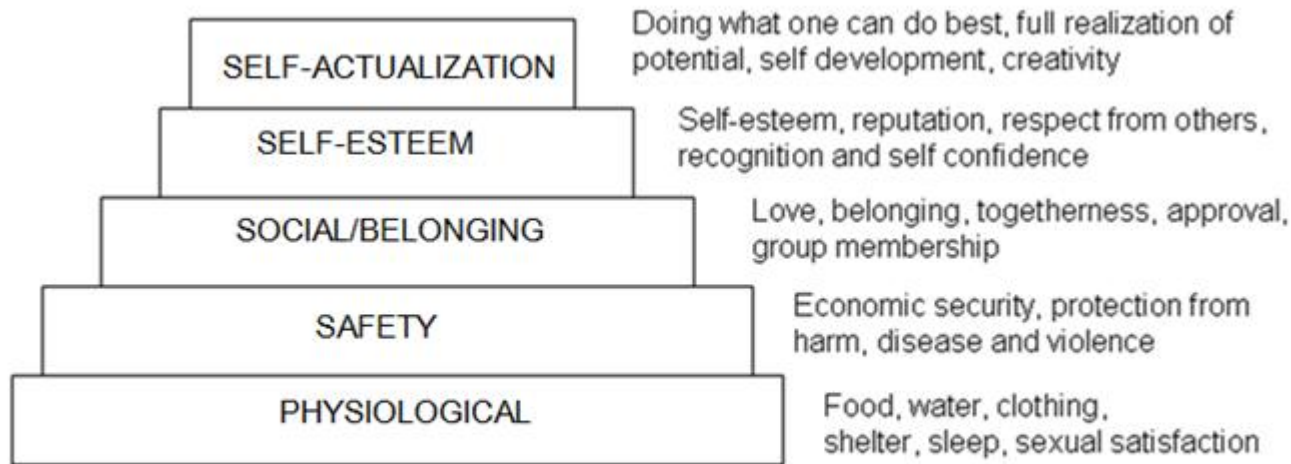 SELF-ACTUALIZATION
Doing what one can do best, full realization of
potential, self development, creativity
SELF-ESTEEM
Self-esteem, reputation, respect from others,
recognition and self confidence
SOCIAL/BELONGING
Love, belonging, togetherness, approval,
group membership
SAFETY
Economic security, protection from
harm, disease and violence
PHYSIOLOGICAL
Food, water, clothing,
shelter, sleep, sexual satisfaction